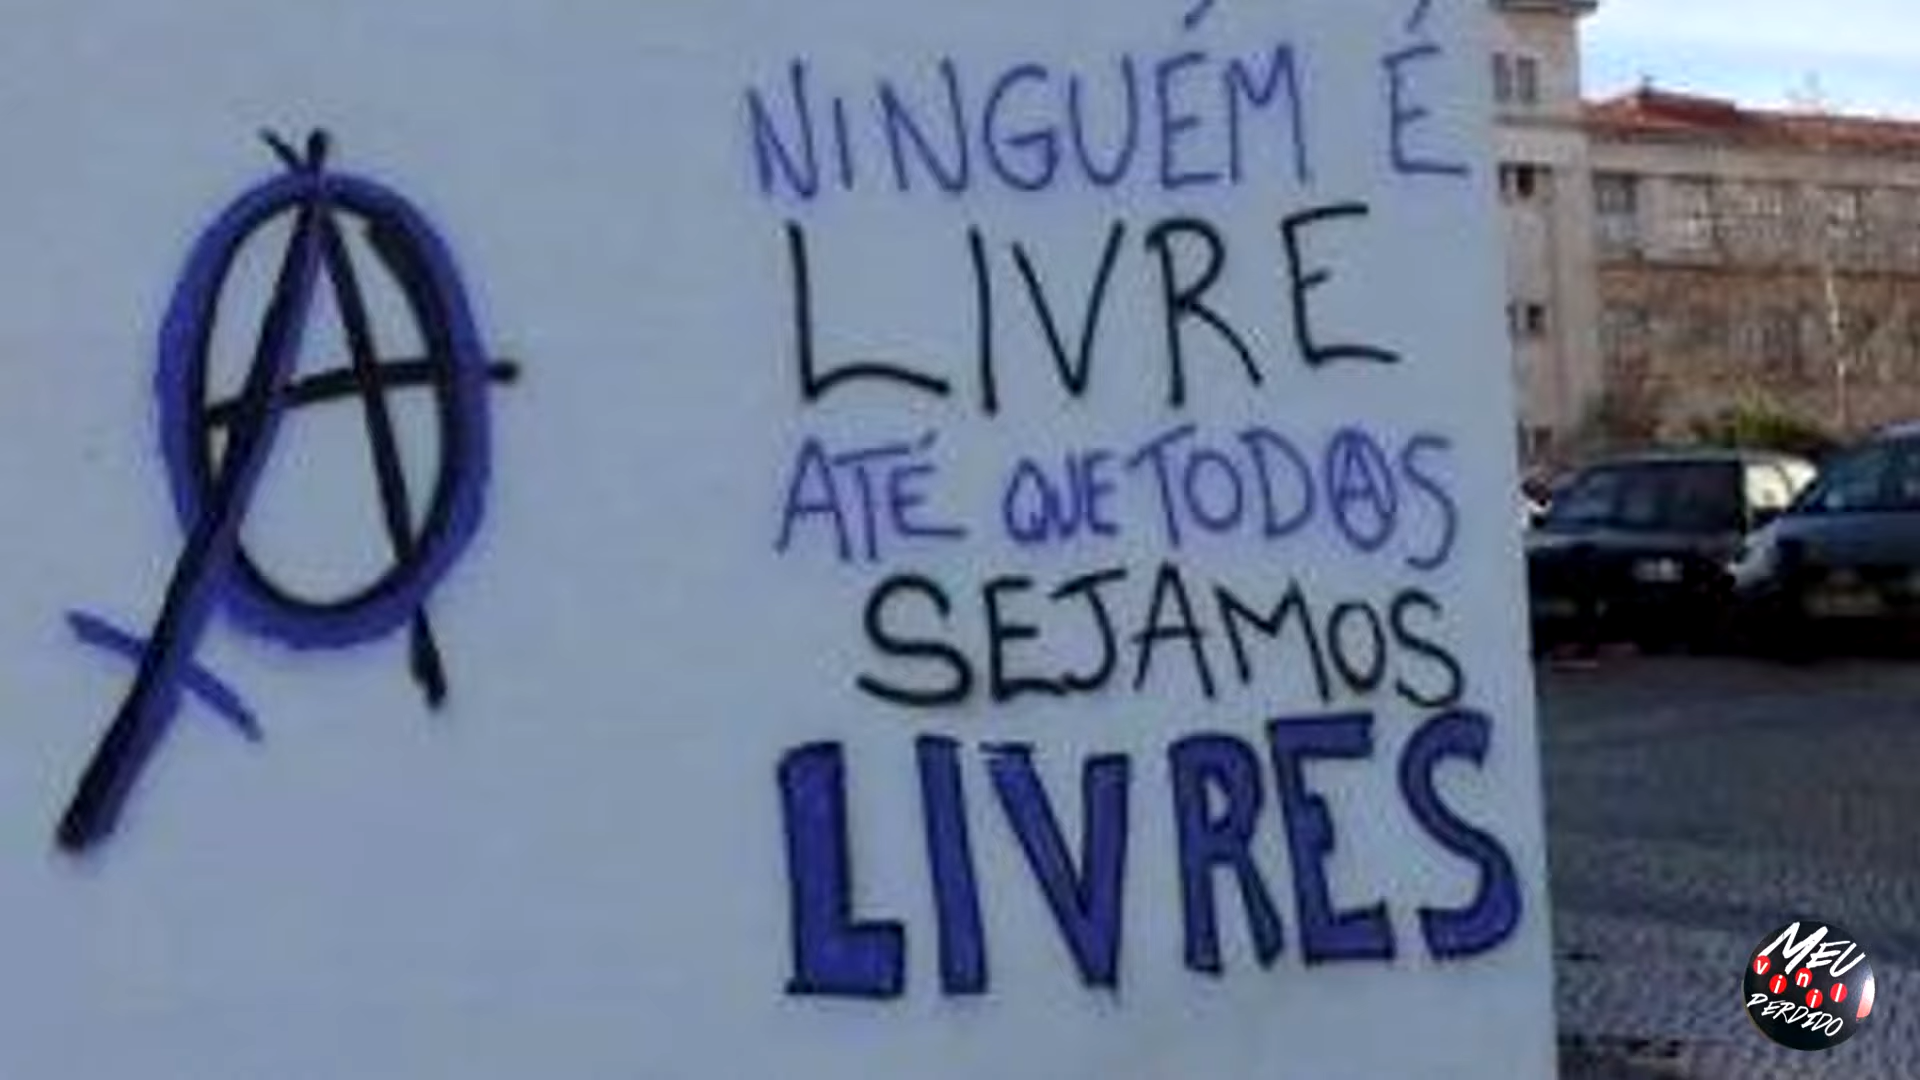 NINGUÉM É
LIVRE
ATÉ QUE TODⒶS
SEJAMOS
LIVRES
MEU
vinil
PERDIDO